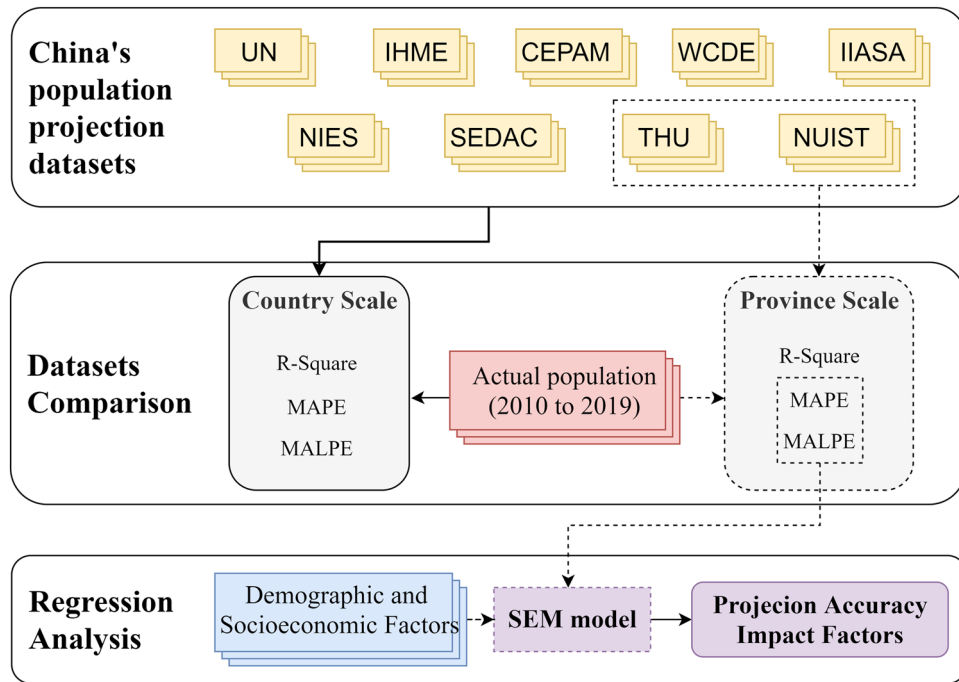 China's
population
projection
datasets
UN
IHME
CEPAM
WCDE
IIASA
NIES
SEDAC
THU
NUIST
Datasets
Comparison
Country Scale
R-Square
MAPE
MALPE
Actual population
(2010 to 2019)
Province Scale
R-Square
MAPE
MALPE
Regression
Analysis
Demographic and
Socioeconomic Factors
SEM model
Projecion Accuracy
Impact Factors